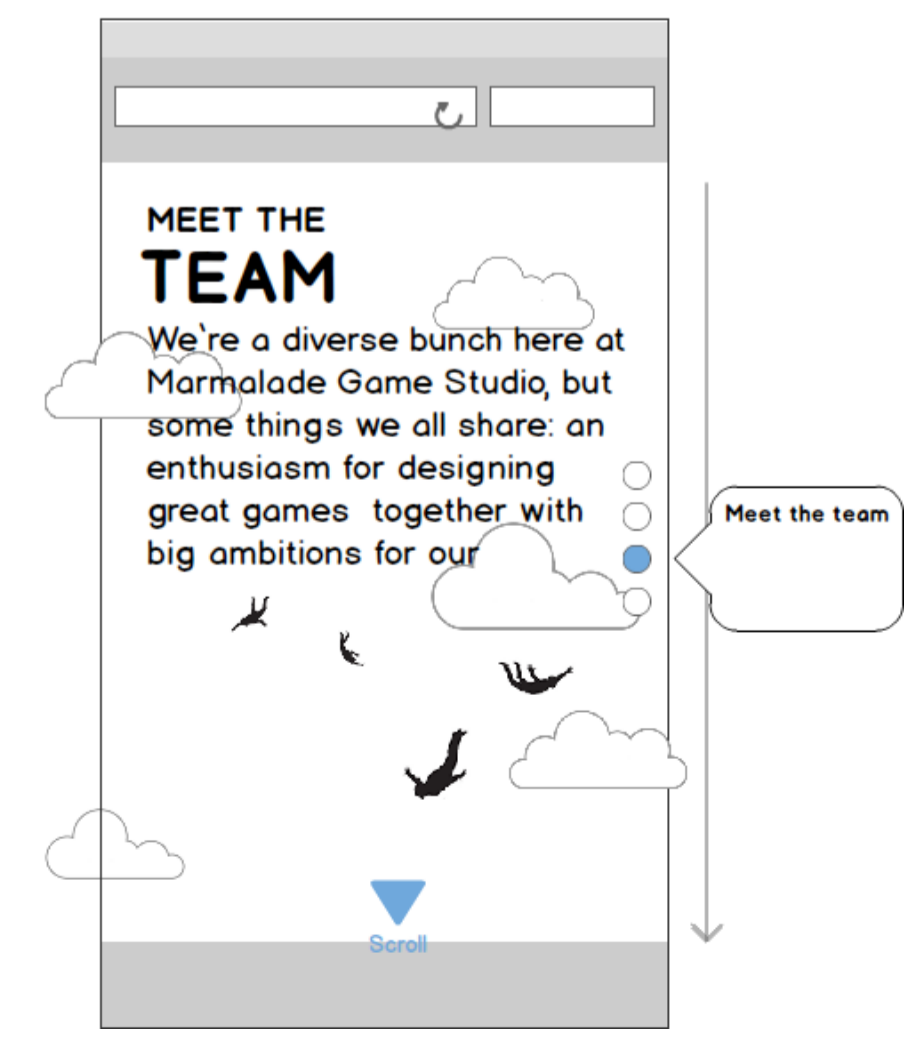 MEET THE
TEAM
We`re a diverse bunch here at
Marmalade Game Studio, but
some things we all share: an
enthusiasm for designing
great games  together with
big ambitions for our
Meet the team
Scroll